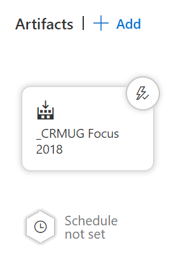 Artifacts | + Add
_CRMUG Focus
2018
Schedule
not set